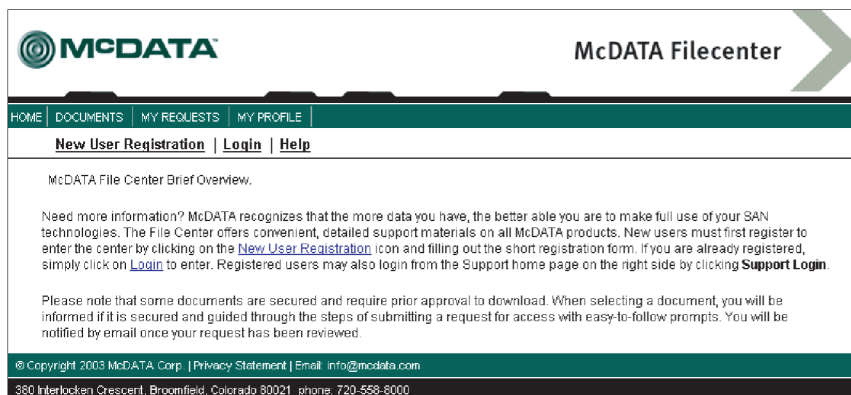 McDATA
McDATA Filecenter
HOME | DOCUMENTS | MY REQUESTS | MY PROFILE |
New User Registration | Login | Help
McDATA File Center Brief Overview.
Need more information? McDATA recognizes that the more data you have, the better able you are to make full use of your SAN
technologies. The File Center offers convenient, detailed support materials on all McDATA products. New users must first register to
enter the center by clicking on the New User Registration icon and filling out the short registration form. If you are already registered,
simply click on Login to enter. Registered users may also login from the Support home page on the right side by clicking Support Login.
Please note that some documents are secured and require prior approval to download. When selecting a document, you will be
informed if it is secured and guided through the steps of submitting a request for access with easy-to-follow prompts. You will be
notified by email once your request has been reviewed.
© Copyright 2003 McDATA Corp. | Privacy Statement | Email: info@mcdata.com
380 Interlocken Crescent, Broomfield, Colorado 80021 phone: 720-558-8000